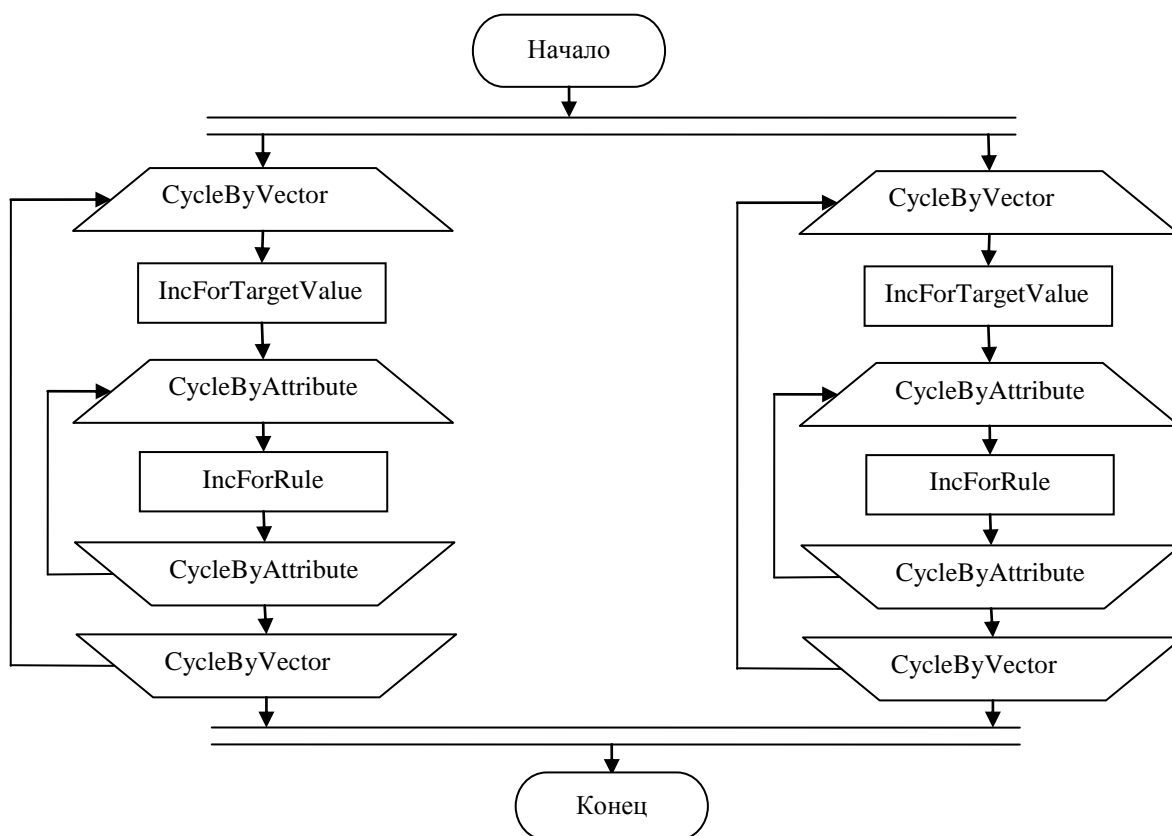 Начало
CycleByVector
IncForTargetValue
CycleByAttribute
IncForRule
CycleByAttribute
CycleByVector
CycleByVector
IncForTargetValue
CycleByAttribute
IncForRule
CycleByAttribute
CycleByVector
Конец